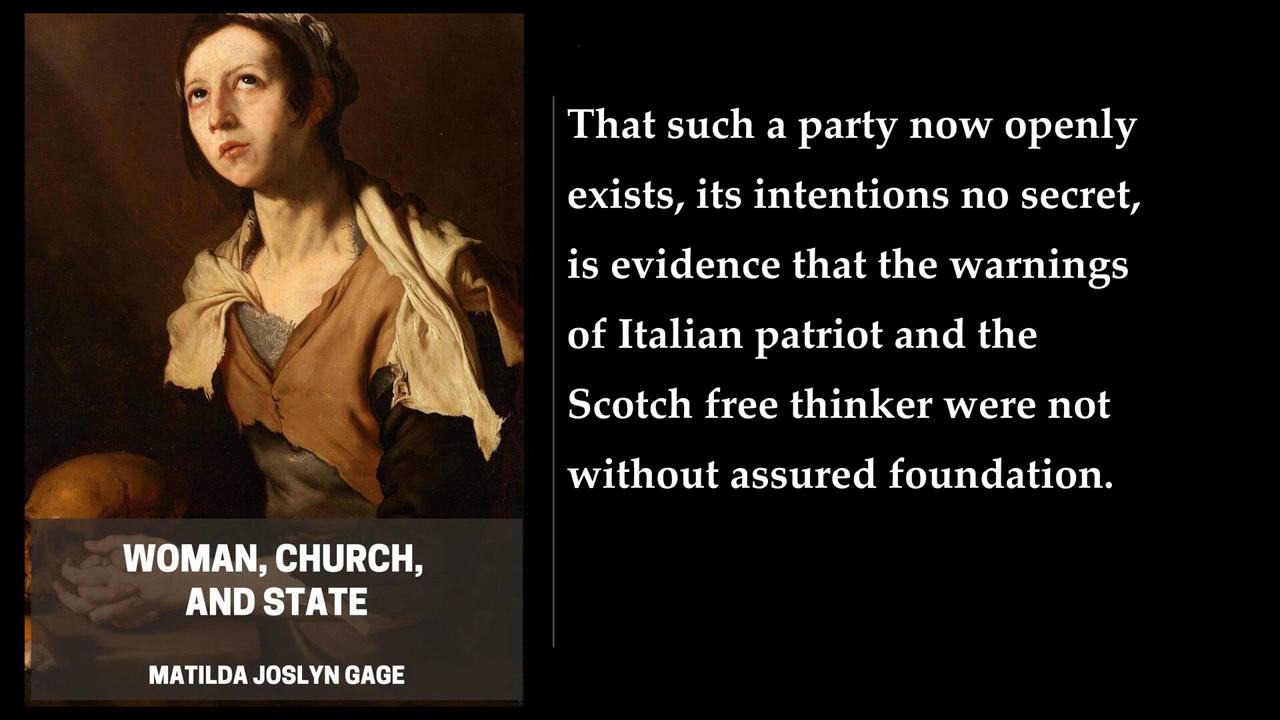 WOMAN, CHURCH,
AND STATE
MATILDA JOSLYN GAGE
That such a party now openly
exists, its intentions no secret,
is evidence that the warnings
of Italian patriot and the
Scotch free thinker were not
without assured foundation.